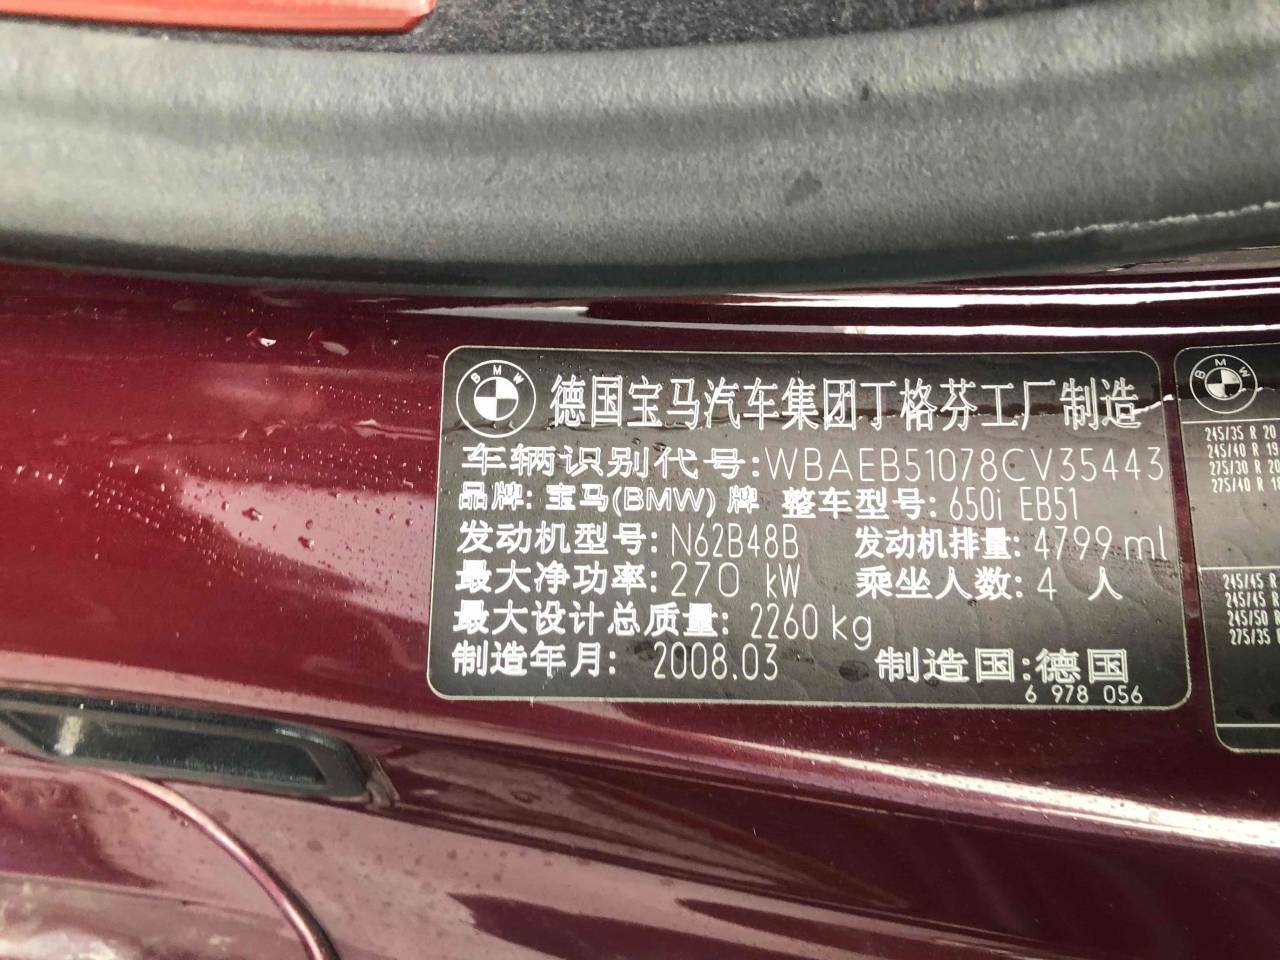 BMW
德国宝马汽车集团丁格芬工厂制造
车辆识别代号:WBAEB51078CV35443
品牌: 宝马(BMW) 牌 整车型号: 650i EB51
发动机型号: N62B48B 发动机排量: 4799 ml
最大净功率: 270 kW 乘坐人数: 4 人
最大设计总质量: 2260 kg
制造年月: 2008.03 制造国:德国
6 978 056
BMW
245/35 R 20
245/40 R 19
275/30 R 20
275/40 R 18
245/45 R
245/45 R
245/50 R
275/35 R